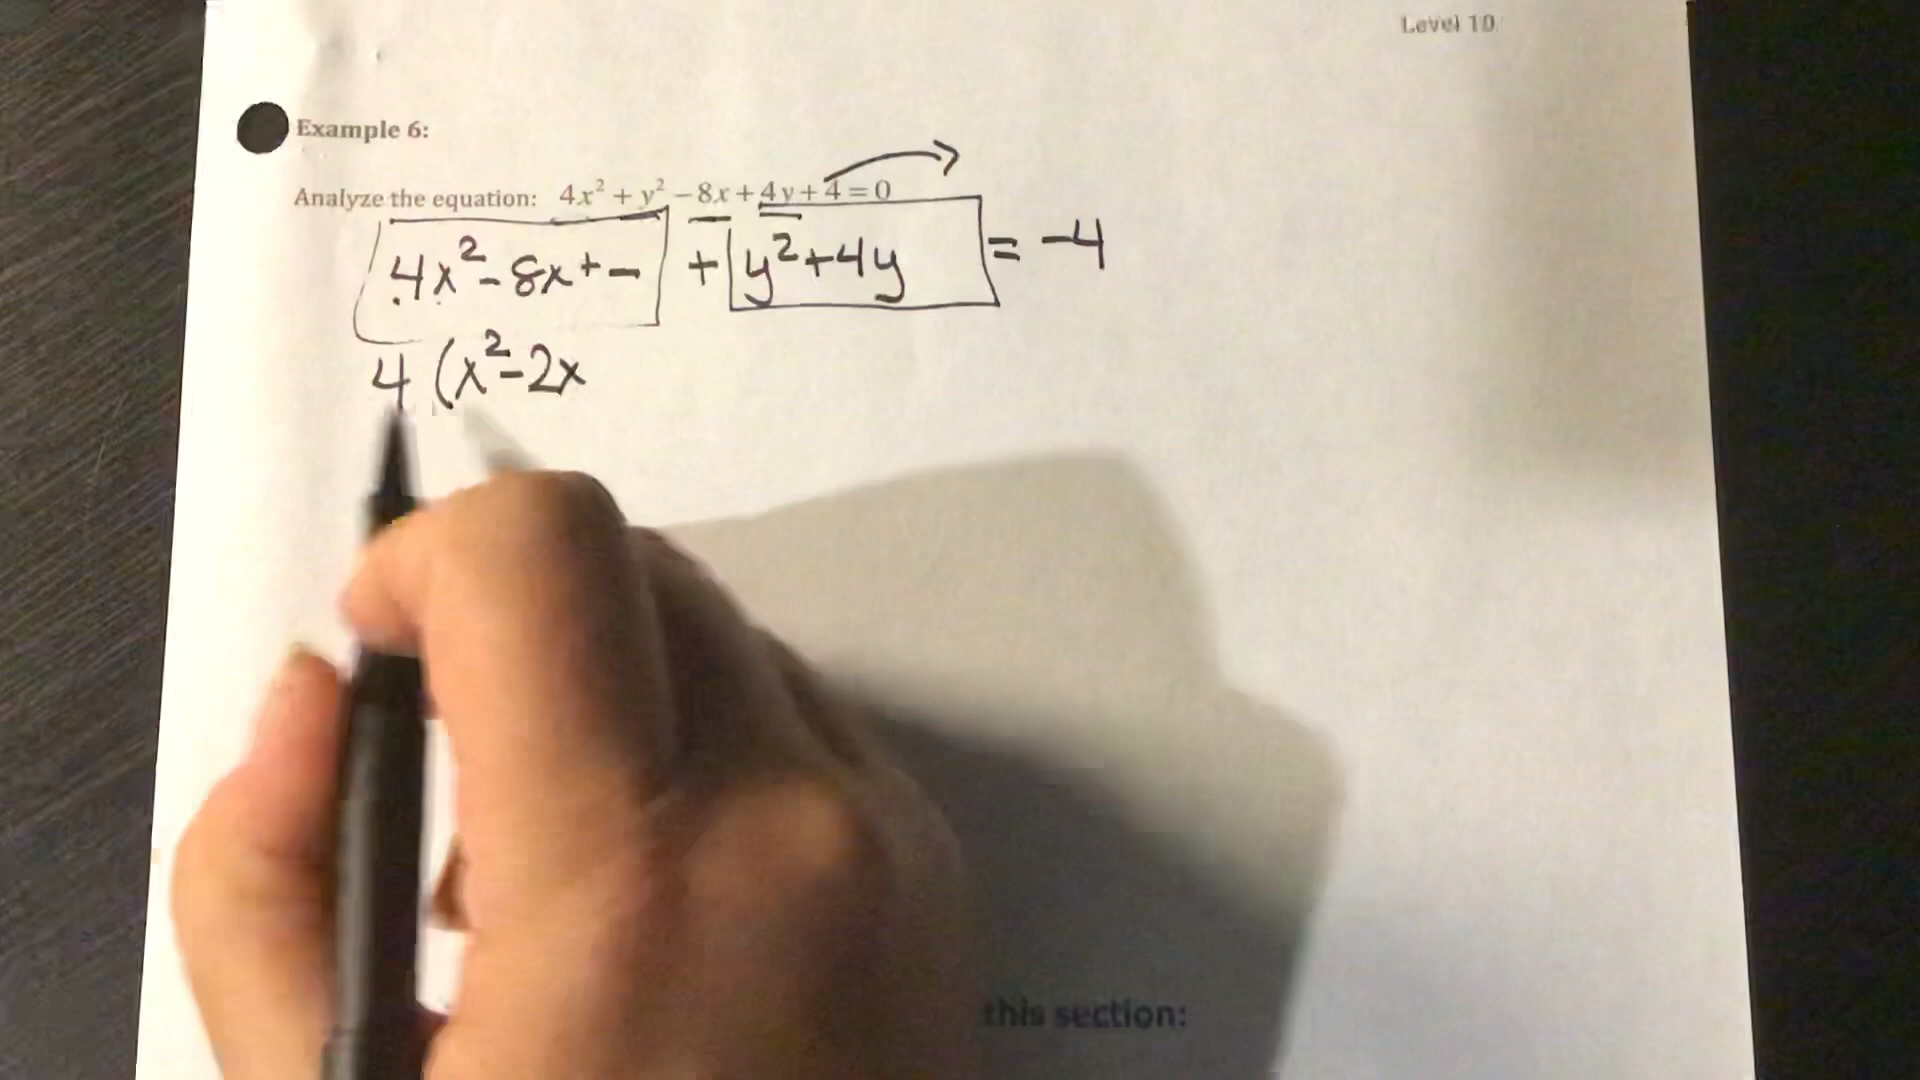 Level 10
Example 6:
Analyze the equation: 4x² + y² − 8x + 4y + 4 = 0
4x² - 8x + - + y² + 4y = -4
4 (x² - 2x
this section: